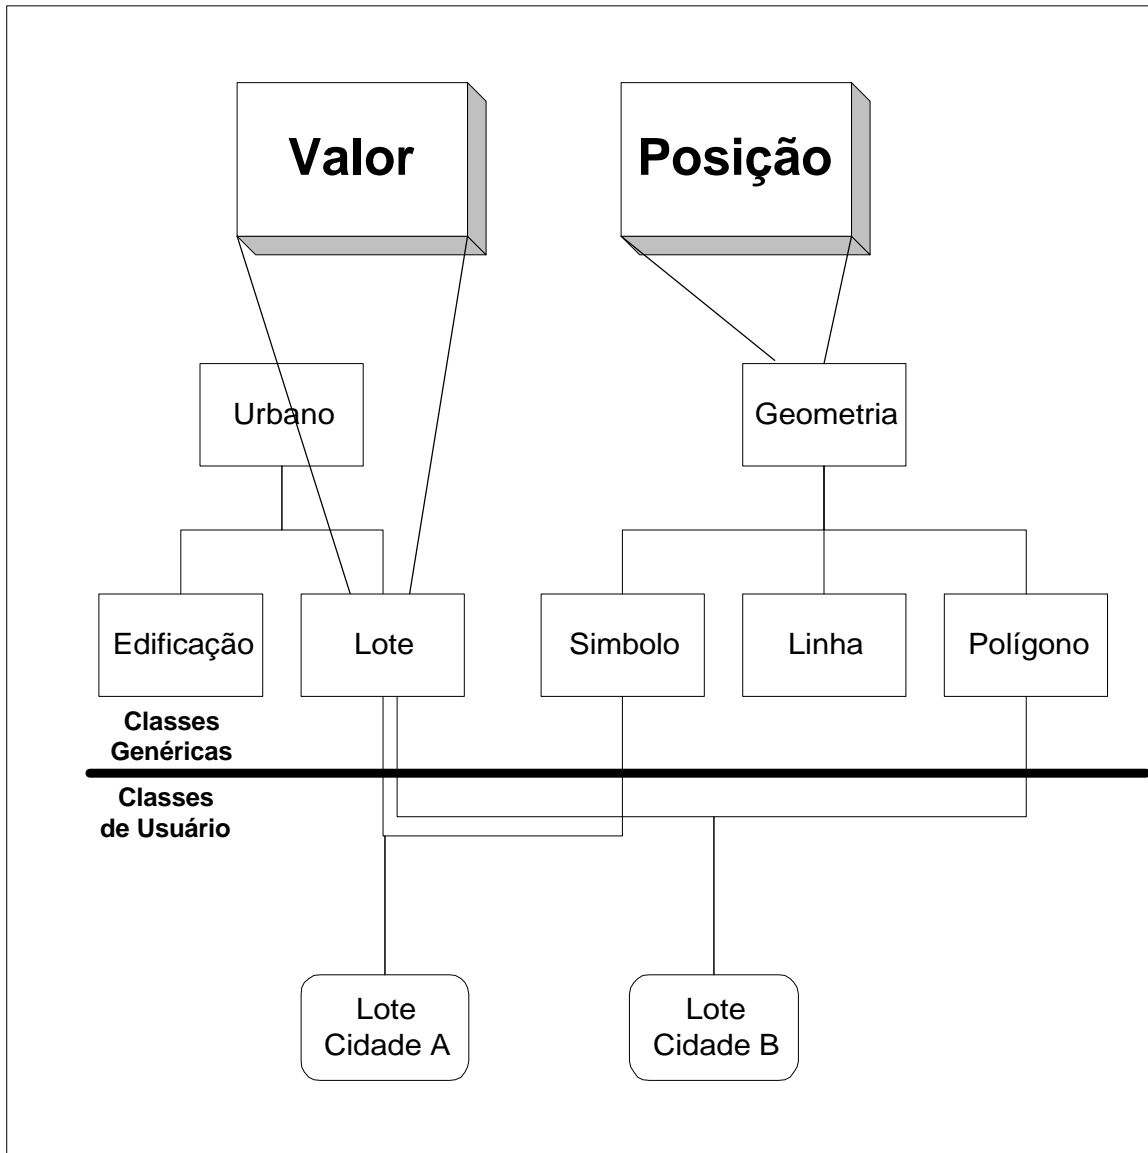 Valor
Posição
Urbano
Geometria
Edificação
Lote
Simbolo
Linha
Polígono
Classes
Genéricas
Classes
de Usuário
Lote
Cidade A
Lote
Cidade B